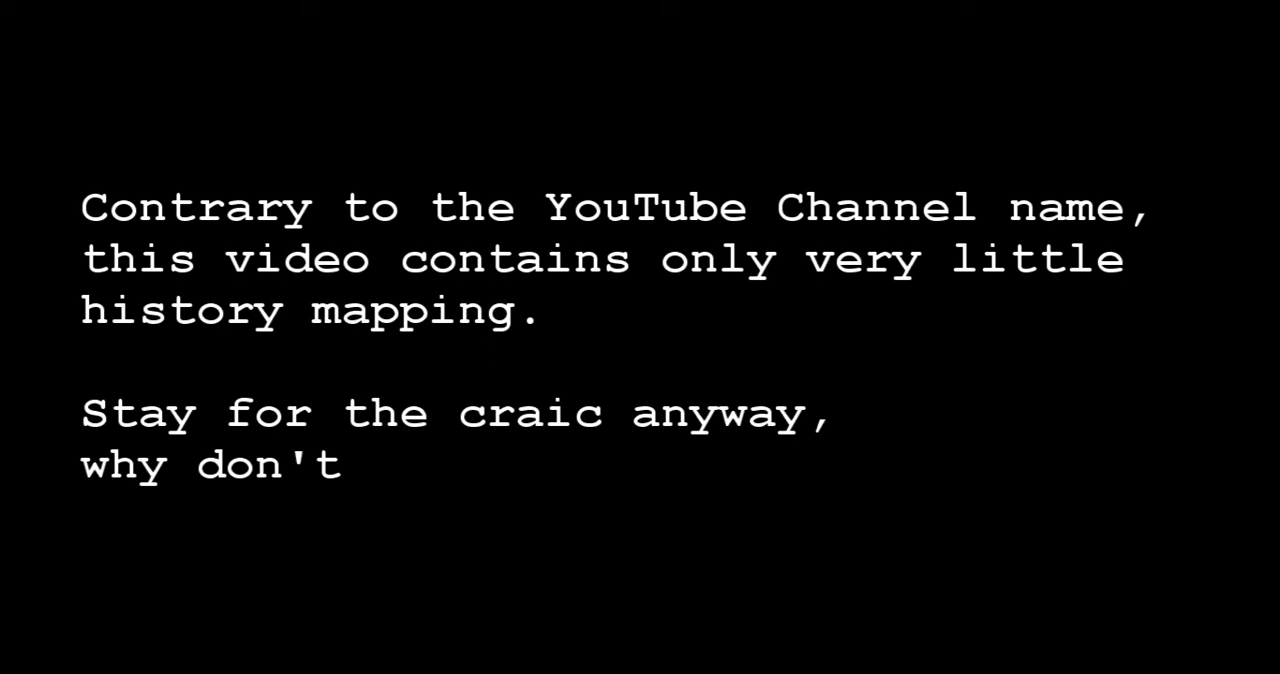 Contrary to the YouTube Channel name,
this video contains only very little
history mapping.
Stay for the craic anyway,
why don't